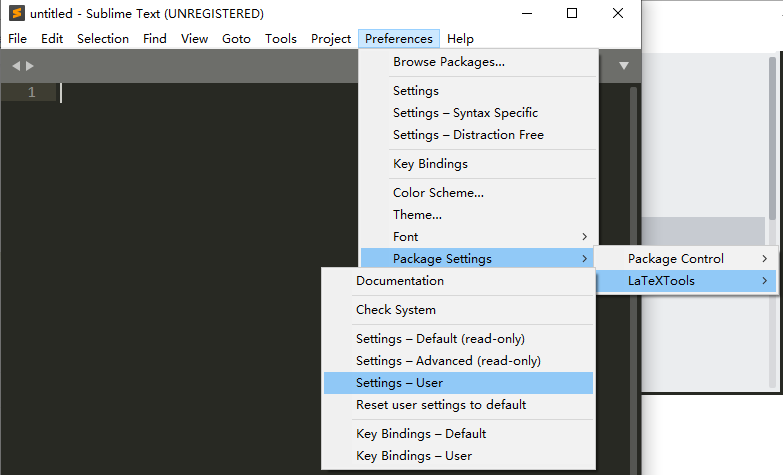 untitled - Sublime Text (UNREGISTERED)
File Edit Selection Find View Goto Tools Project Preferences Help
1
Browse Packages...
Settings
Settings – Syntax Specific
Settings – Distraction Free
Key Bindings
Color Scheme...
Theme...
Font
Package Settings
Package Control
LaTeXTools
Documentation
Check System
Settings – Default (read-only)
Settings – Advanced (read-only)
Settings – User
Reset user settings to default
Key Bindings – Default
Key Bindings – User